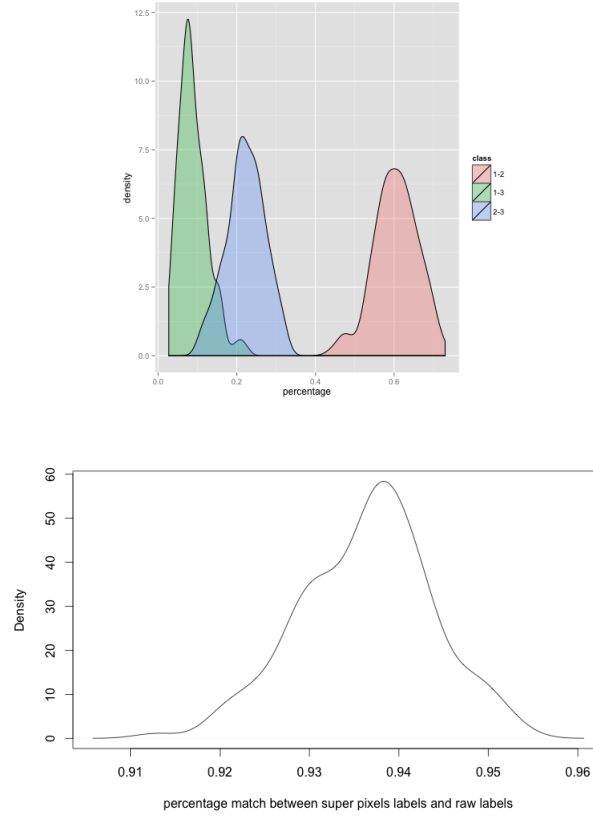 12.5
10.0
7.5
5.0
2.5
0.0
density
0.0 0.2 0.4 0.6
percentage
class
1-2
1-3
2-3
60
50
40
30
20
10
0
Density
0.91 0.92 0.93 0.94 0.95 0.96
percentage match between super pixels labels and raw labels